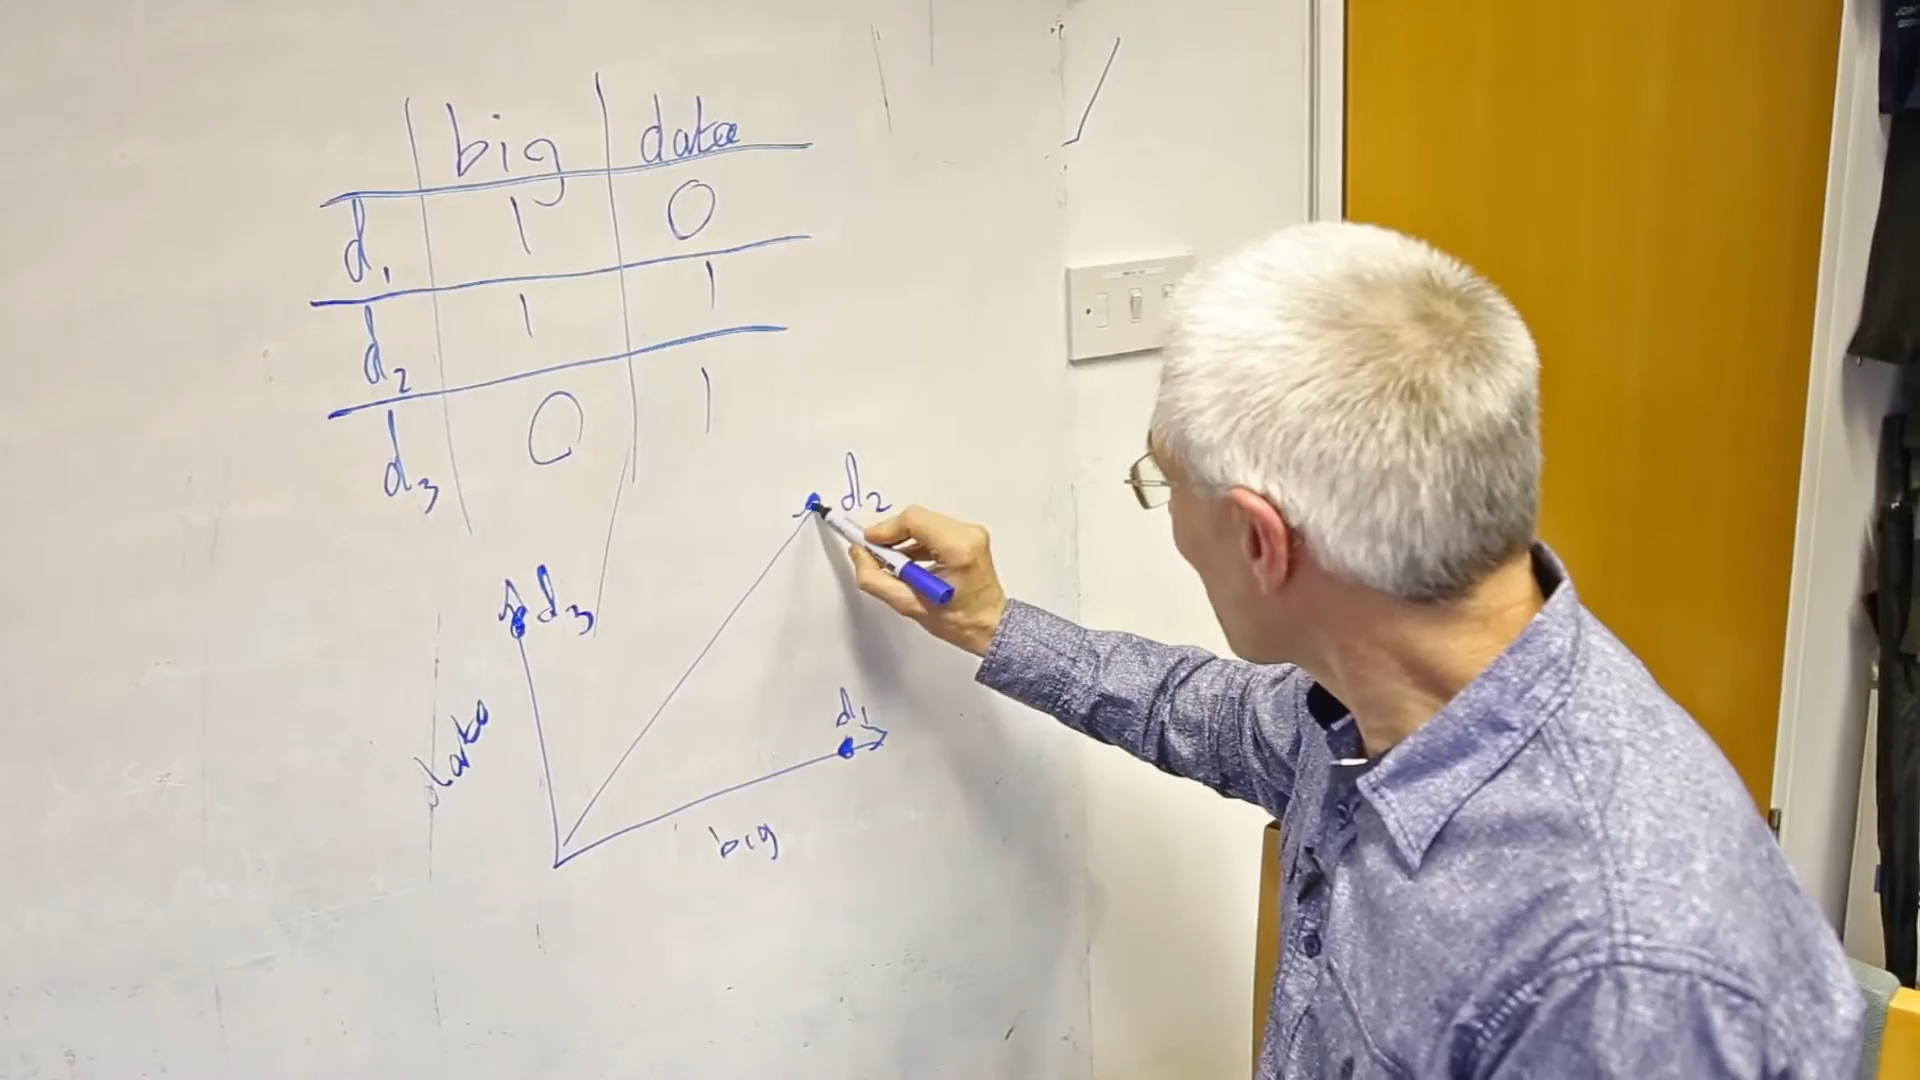 big data
d1 1 0
d2 1 1
d3 0 1
d2
d3
d1
data
big